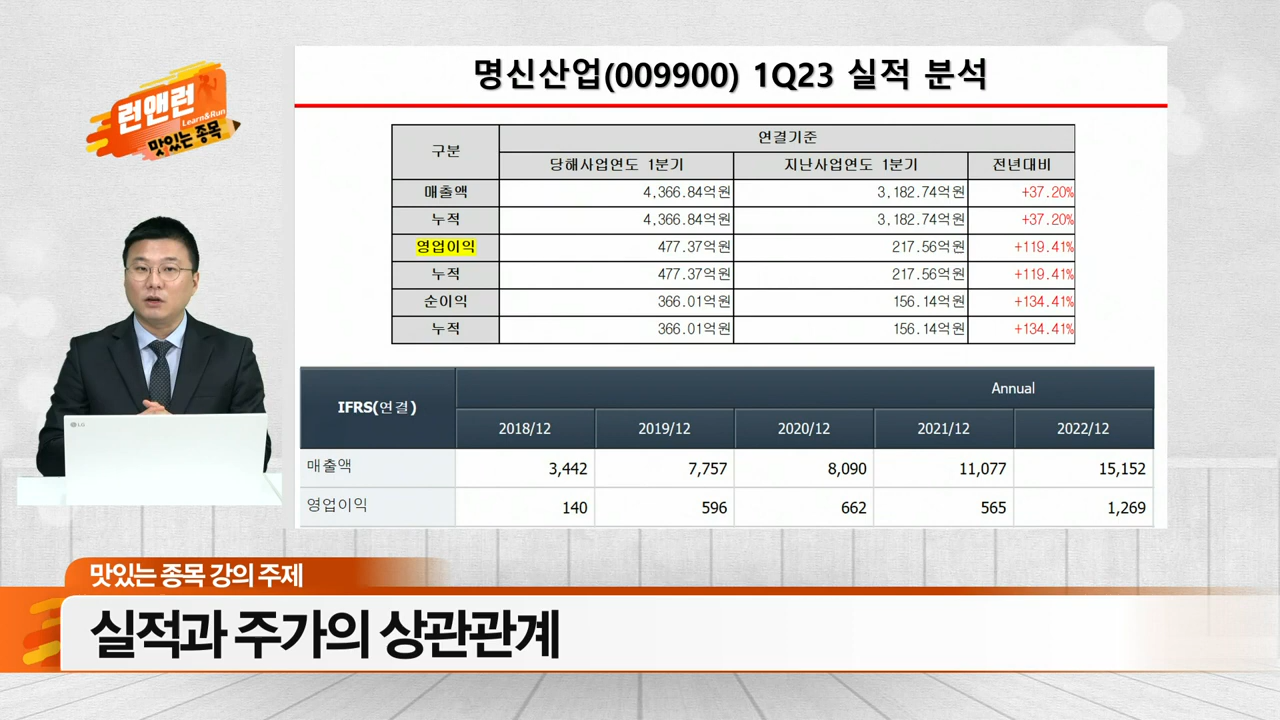 명신산업(009900) 1Q23 실적 분석
런앤런
Learn&Run
맛있는 종목
구분 연결기준
당해사업연도 1분기 지난사업연도 1분기 전년대비
매출액 4,366.84억원 3,182.74억원 +37.20%
누적 4,366.84억원 3,182.74억원 +37.20%
영업이익 477.37억원 217.56억원 +119.41%
누적 477.37억원 217.56억원 +119.41%
순이익 366.01억원 156.14억원 +134.41%
누적 366.01억원 156.14억원 +134.41%
IFRS(연결) Annual
2018/12 2019/12 2020/12 2021/12 2022/12
매출액 3,442 7,757 8,090 11,077 15,152
영업이익 140 596 662 565 1,269
LG
맛있는 종목 강의 주제
실적과 주가의 상관관계